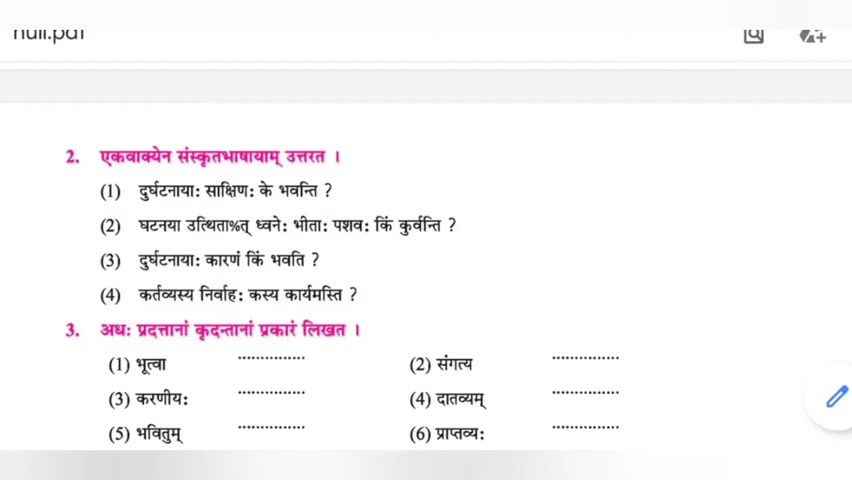 null.pdf
2. एकवाक्येन संस्कृतभाषायाम् उत्तरत ।
(1) दुर्घटनायाः साक्षिणः के भवन्ति ?
(2) घटनया उत्थिता%त् ध्वनेः भीताः पशवः किं कुर्वन्ति ?
(3) दुर्घटनायाः कारणं किं भवति ?
(4) कर्तव्यस्य निर्वाहः कस्य कार्यमस्ति ?
3. अधः प्रदत्तानां कृदन्तानां प्रकारं लिखत ।
(1) भूत्वा ............... (2) संगत्य ...............
(3) करणीयः ............... (4) दातव्यम् ...............
(5) भवितुम् ............... (6) प्राप्तव्यः ...............